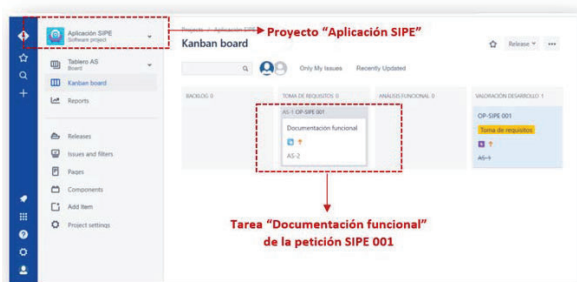 Aplicación SIPE
Software project
Projects / Aplicación SIPE
Proyecto "Aplicación SIPE"
Kanban board
Release
Tablero AS
Board
Only My Issues
Recently Updated
Kanban board
Reports
BACKLOG 0
TOMA DE REQUISITOS 0
ANÁLISIS FUNCIONAL 0
VALORACIÓN DESARROLLO 1
AS-1 OP-SIPE 001
OP-SIPE 001
Documentación funcional
Toma de requisitos
AS-2
AS-1
Releases
Issues and filters
Pages
Components
Add item
Project settings
Tarea "Documentación funcional"
de la petición SIPE 001